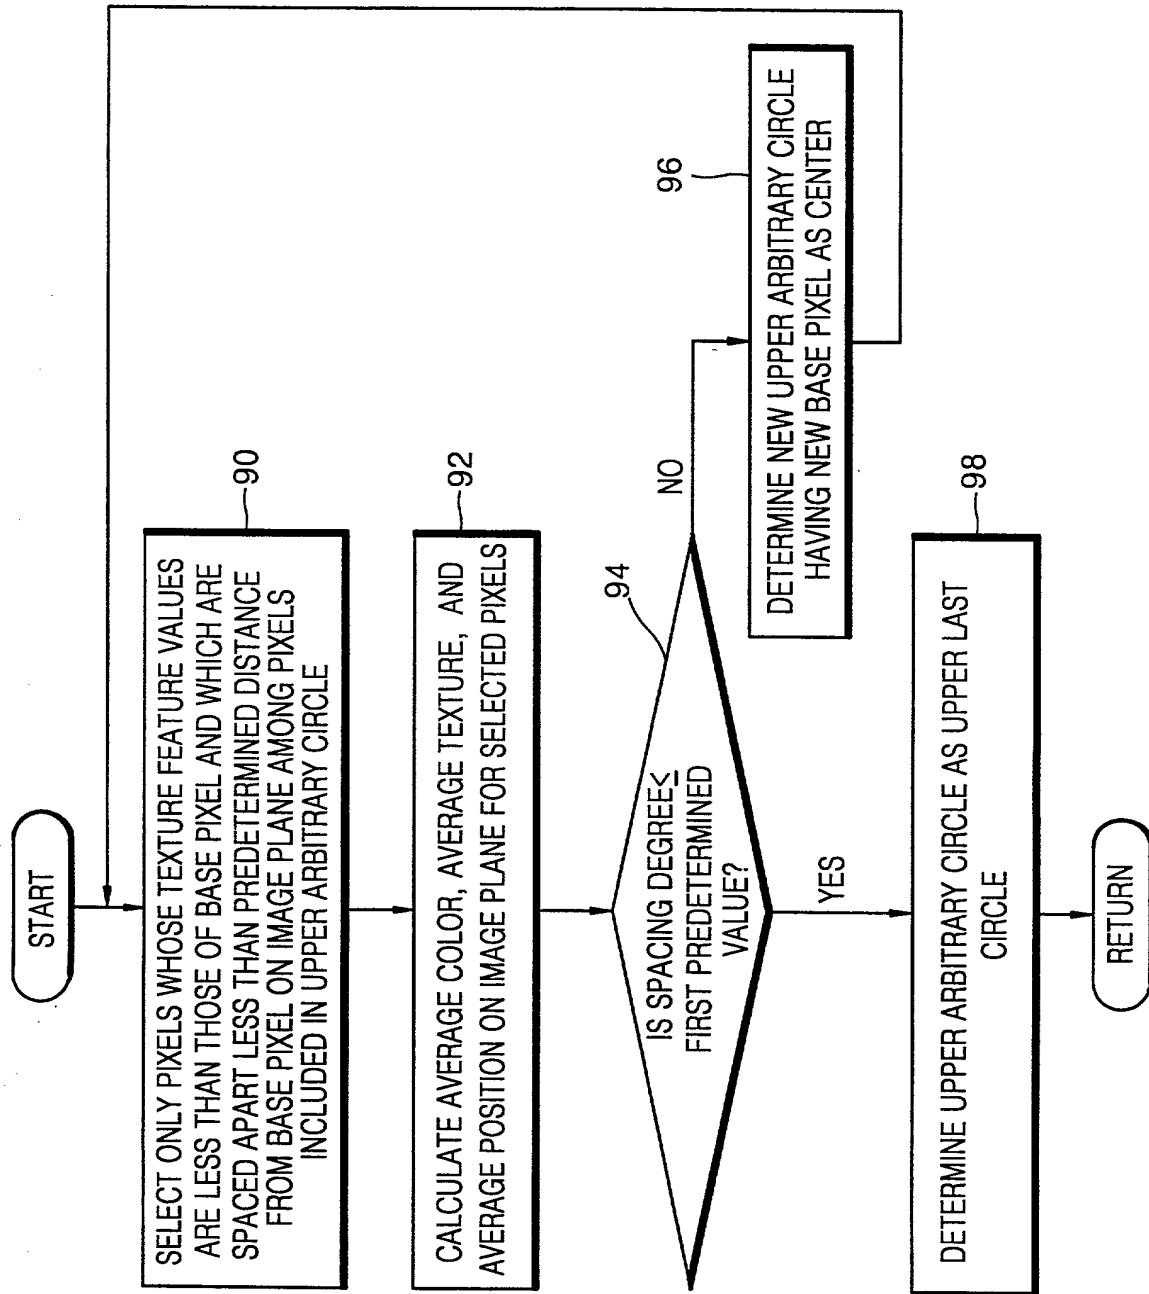 START
SELECT ONLY PIXELS WHOSE TEXTURE FEATURE VALUES
ARE LESS THAN THOSE OF BASE PIXEL AND WHICH ARE
SPACED APART LESS THAN PREDETERMINED DISTANCE
FROM BASE PIXEL ON IMAGE PLANE AMONG PIXELS
INCLUDED IN UPPER ARBITRARY CIRCLE
90
CALCULATE AVERAGE COLOR, AVERAGE TEXTURE, AND
AVERAGE POSITION ON IMAGE PLANE FOR SELECTED PIXELS
92
94
IS SPACING DEGREE≤
FIRST PREDETERMINED
VALUE?
NO
96
DETERMINE NEW UPPER ARBITRARY CIRCLE
HAVING NEW BASE PIXEL AS CENTER
YES
98
DETERMINE UPPER ARBITRARY CIRCLE AS UPPER LAST
CIRCLE
RETURN